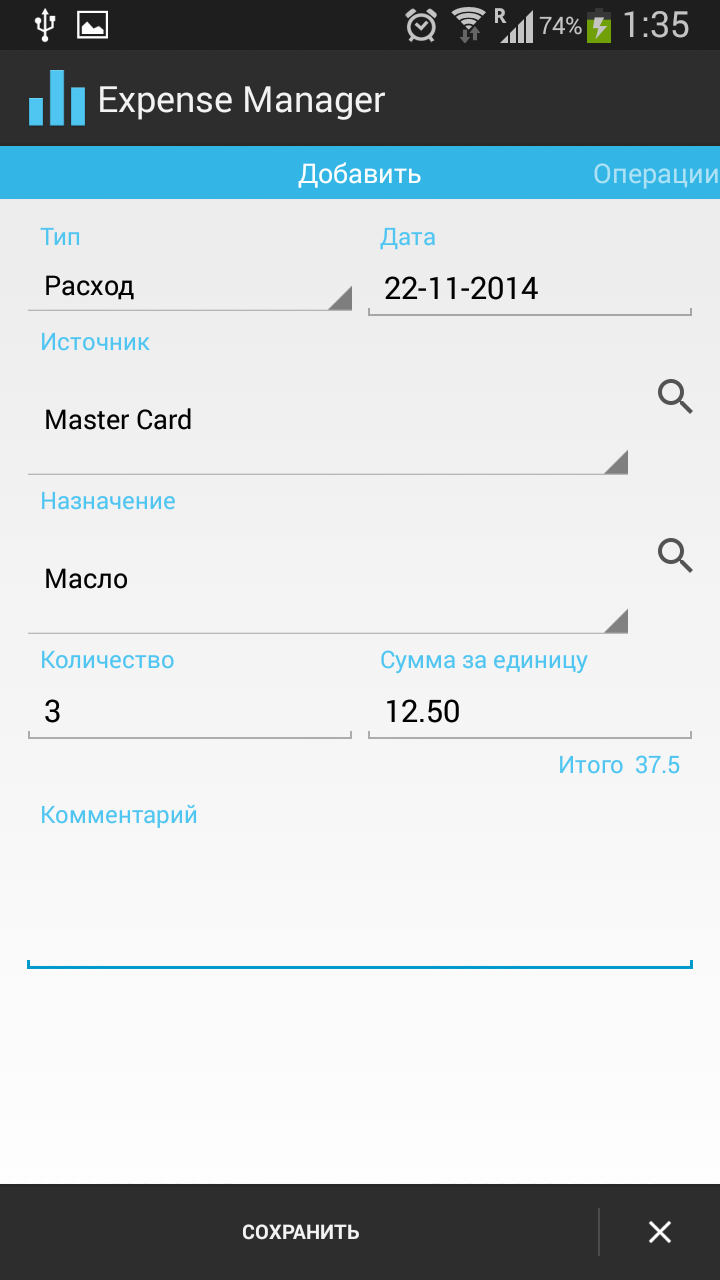 R 74% 1:35
Expense Manager
Добавить Операции
Тип Дата
Расход 22-11-2014
Источник
Master Card
Назначение
Масло
Количество Сумма за единицу
3 12.50
Итого 37.5
Комментарий
СОХРАНИТЬ